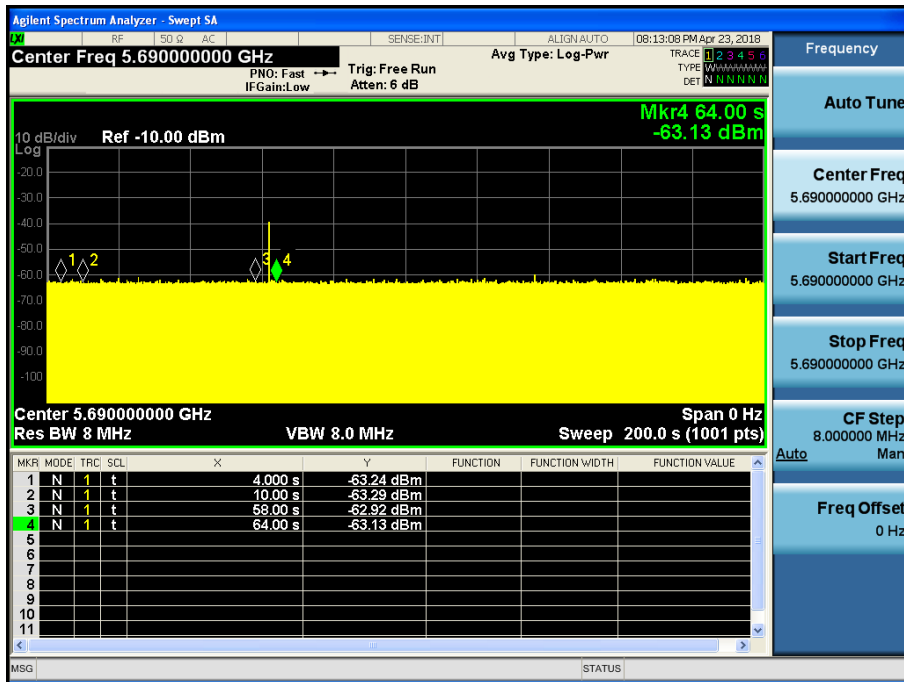 Agilent Spectrum Analyzer - Swept SA
LXI RF 50 Ω AC SENSE:INT ALIGN AUTO 08:13:08 PM Apr 23, 2018
Center Freq 5.690000000 GHz
PNO: Fast
IFGain:Low
Trig: Free Run
Atten: 6 dB
Avg Type: Log-Pwr
TRACE 1 2 3 4 5 6
TYPE W W W W W W
DET N N N N N N
Mkr4 64.00 s
-63.13 dBm
10 dB/div
Log
Ref -10.00 dBm
-20.0
-30.0
-40.0
-50.0
-60.0
-70.0
-80.0
-90.0
-100
1
2
3
4
Center 5.690000000 GHz
Span 0 Hz
Res BW 8 MHz
VBW 8.0 MHz
Sweep 200.0 s (1001 pts)
MKR MODE TRC SCL X Y FUNCTION FUNCTION WIDTH FUNCTION VALUE
1 N 1 t 4.000 s -63.24 dBm
2 N 1 t 10.00 s -63.29 dBm
3 N 1 t 58.00 s -62.92 dBm
4 N 1 t 64.00 s -63.13 dBm
5
6
7
8
9
10
11
MSG
STATUS
Frequency
Auto Tune
Center Freq
5.690000000 GHz
Start Freq
5.690000000 GHz
Stop Freq
5.690000000 GHz
CF Step
8.000000 MHz
Auto Man
Freq Offset
0 Hz